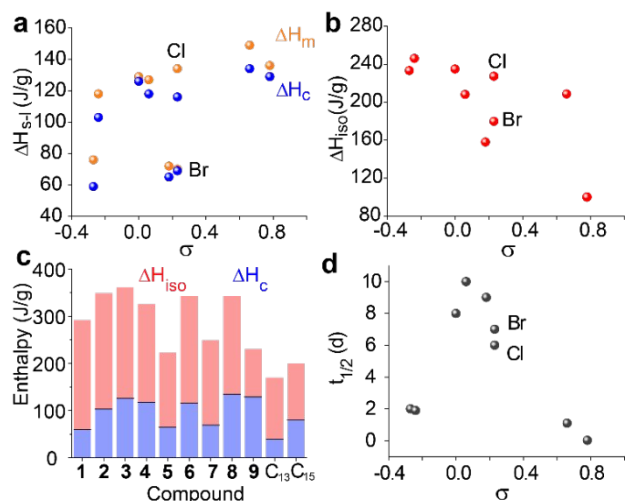 a
ΔHₛ₋ₗ (J/g)
160
140
120
100
80
60
40
Cl
ΔHₘ
ΔH꜀
Br
-0.4
0.0
0.4
0.8
σ
b
ΔHᵢₛₒ (J/g)
280
240
200
160
120
80
Cl
Br
-0.4
0.0
0.4
0.8
σ
c
Enthalpy (J/g)
400
300
200
100
0
ΔHᵢₛₒ
ΔH꜀
1 2 3 4 5 6 7 8 9 C₁₃ C₁₅
Compound
d
t₁/₂ (d)
10
8
6
4
2
0
Br
Cl
-0.4
0.0
0.4
0.8
σ